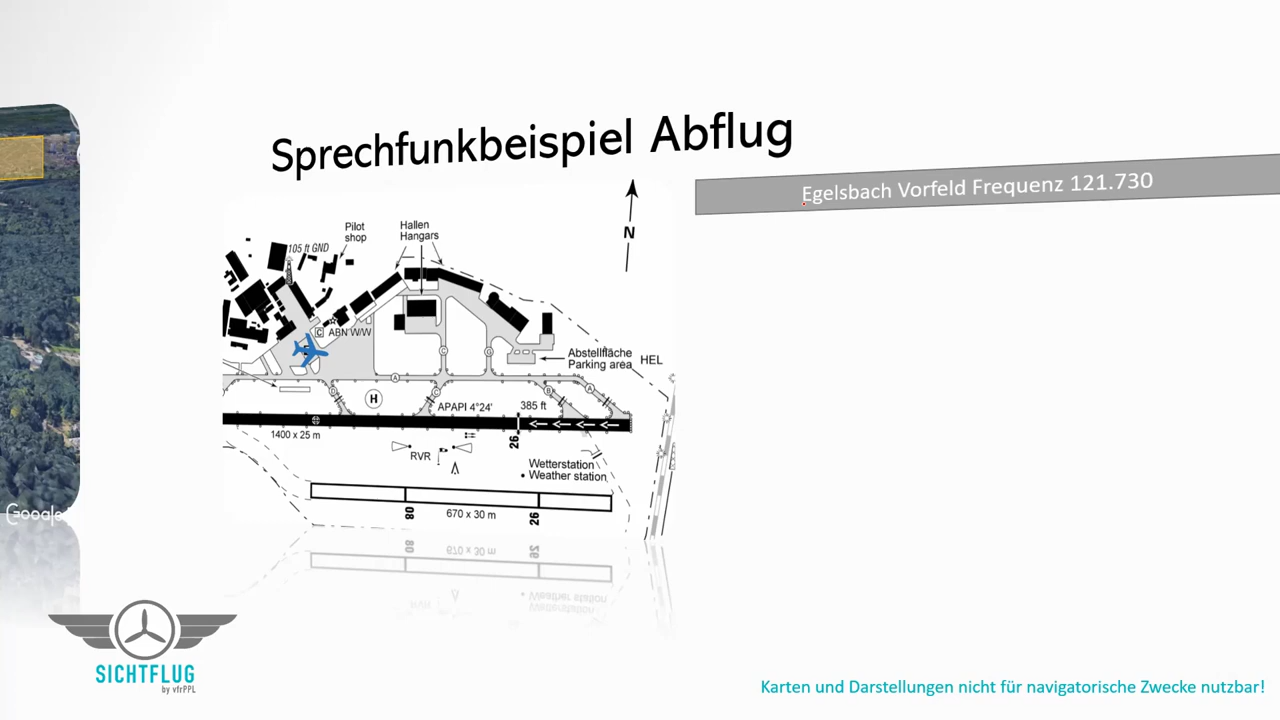 Sprechfunkbeispiel Abflug
Egelsbach Vorfeld Frequenz 121.730
N
Pilot
shop
Hallen
Hangars
105 ft GND
C ABN W/W
Abstellfläche
Parking area
HEL
C
G
A
A
B
C
D
H
APAPI 4°24'
385 ft
1400 x 25 m
26
RVR
Wetterstation
Weather station
08
670 x 30 m
26
Google
SICHTFLUG
by vfrPPL
Karten und Darstellungen nicht für navigatorische Zwecke nutzbar!